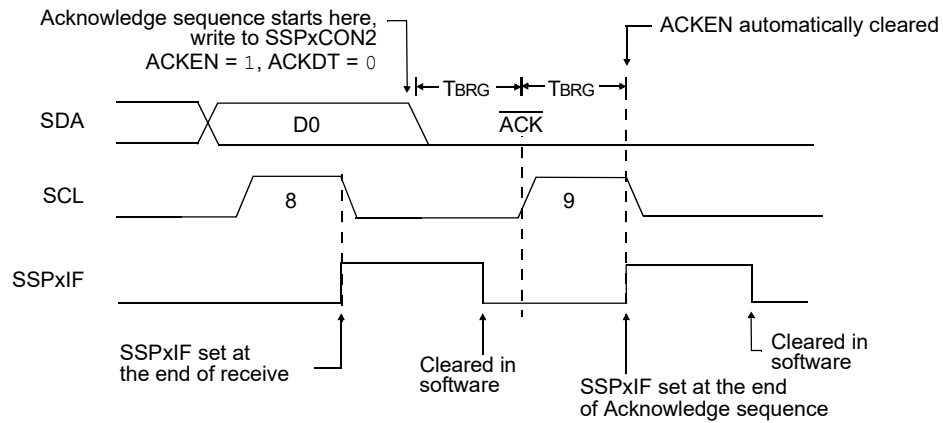 Acknowledge sequence starts here,
write to SSPxCON2
ACKEN = 1, ACKDT = 0
ACKEN automatically cleared
TBRG
TBRG
SDA
D0
ACK
SCL
8
9
SSPxIF
SSPxIF set at
the end of receive
Cleared in
software
SSPxIF set at the end
of Acknowledge sequence
Cleared in
software